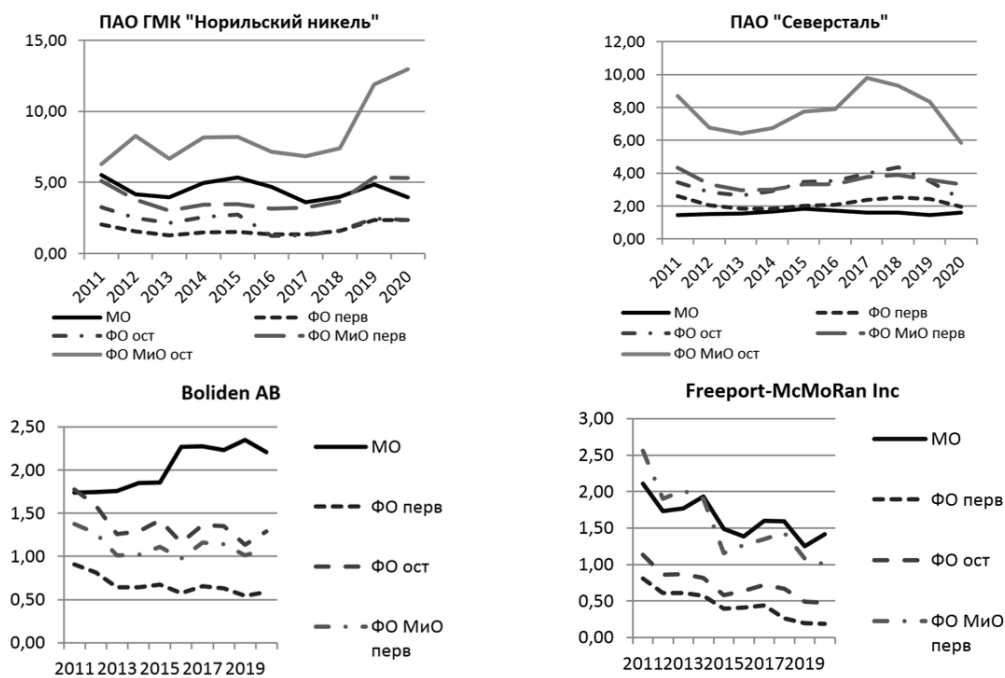 ПАО ГМК "Норильский никель"
15,00
10,00
5,00
0,00
2011
2012
2013
2014
2015
2016
2017
2018
2019
2020
МО
ФО перв
ФО ост
ФО МиО перв
ФО МиО ост
ПАО "Северсталь"
12,00
10,00
8,00
6,00
4,00
2,00
0,00
2011
2012
2013
2014
2015
2016
2017
2018
2019
2020
МО
ФО перв
ФО ост
ФО МиО перв
ФО МиО ост
Boliden AB
2,50
2,00
1,50
1,00
0,50
0,00
2011 2013 2015 2017 2019
МО
ФО перв
ФО ост
ФО МиО
перв
Freeport-McMoRan Inc
3,00
2,50
2,00
1,50
1,00
0,50
0,00
2011 2013 2015 2017 2019
МО
ФО перв
ФО ост
ФО МиО
перв